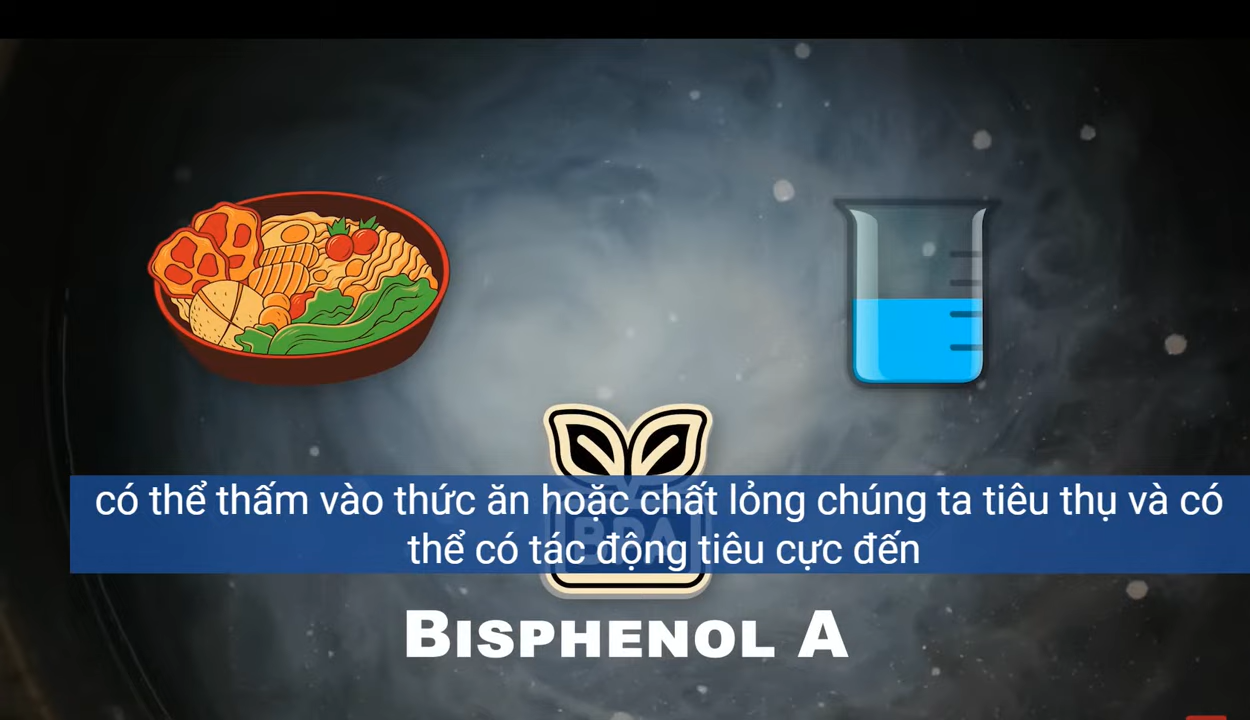 có thể thấm vào thức ăn hoặc chất lỏng chúng ta tiêu thụ và có
BPA
thể có tác động tiêu cực đến
BISPHENOL A